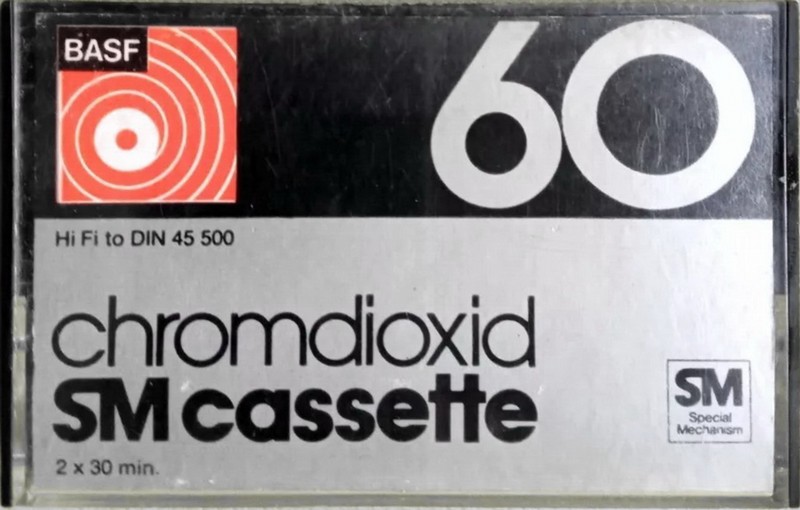 BASF
60
Hi Fi to DIN 45 500
chromdioxid
SM cassette
2 x 30 min.
SM
Special
Mechanism